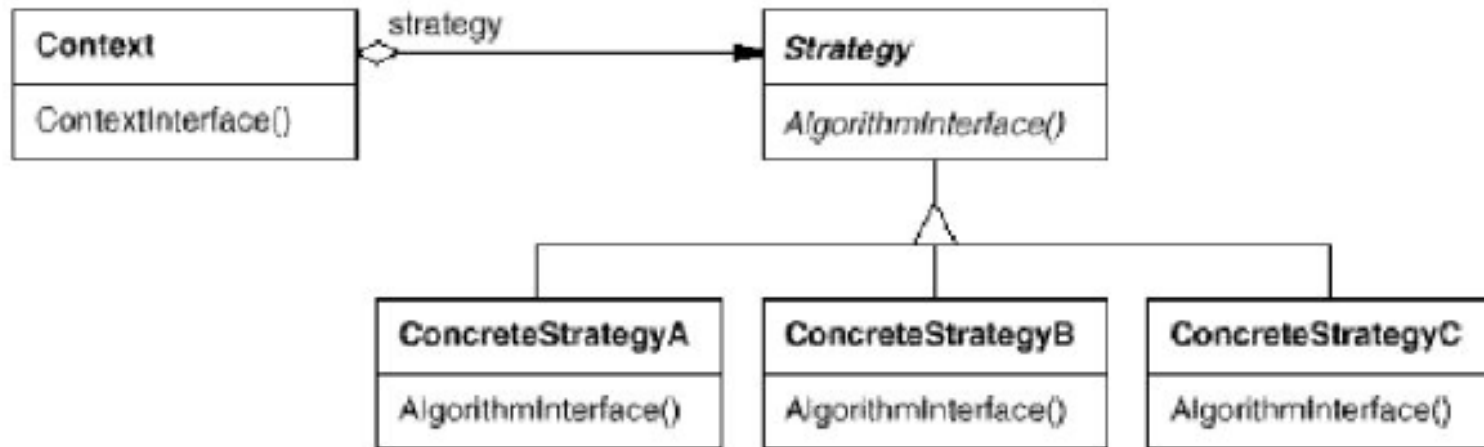 strategy
Context
Strategy
ContextInterface()
AlgorithmInterface()
ConcreteStrategyA
ConcreteStrategyB
ConcreteStrategyC
AlgorithmInterface()
AlgorithmInterface()
AlgorithmInterface()